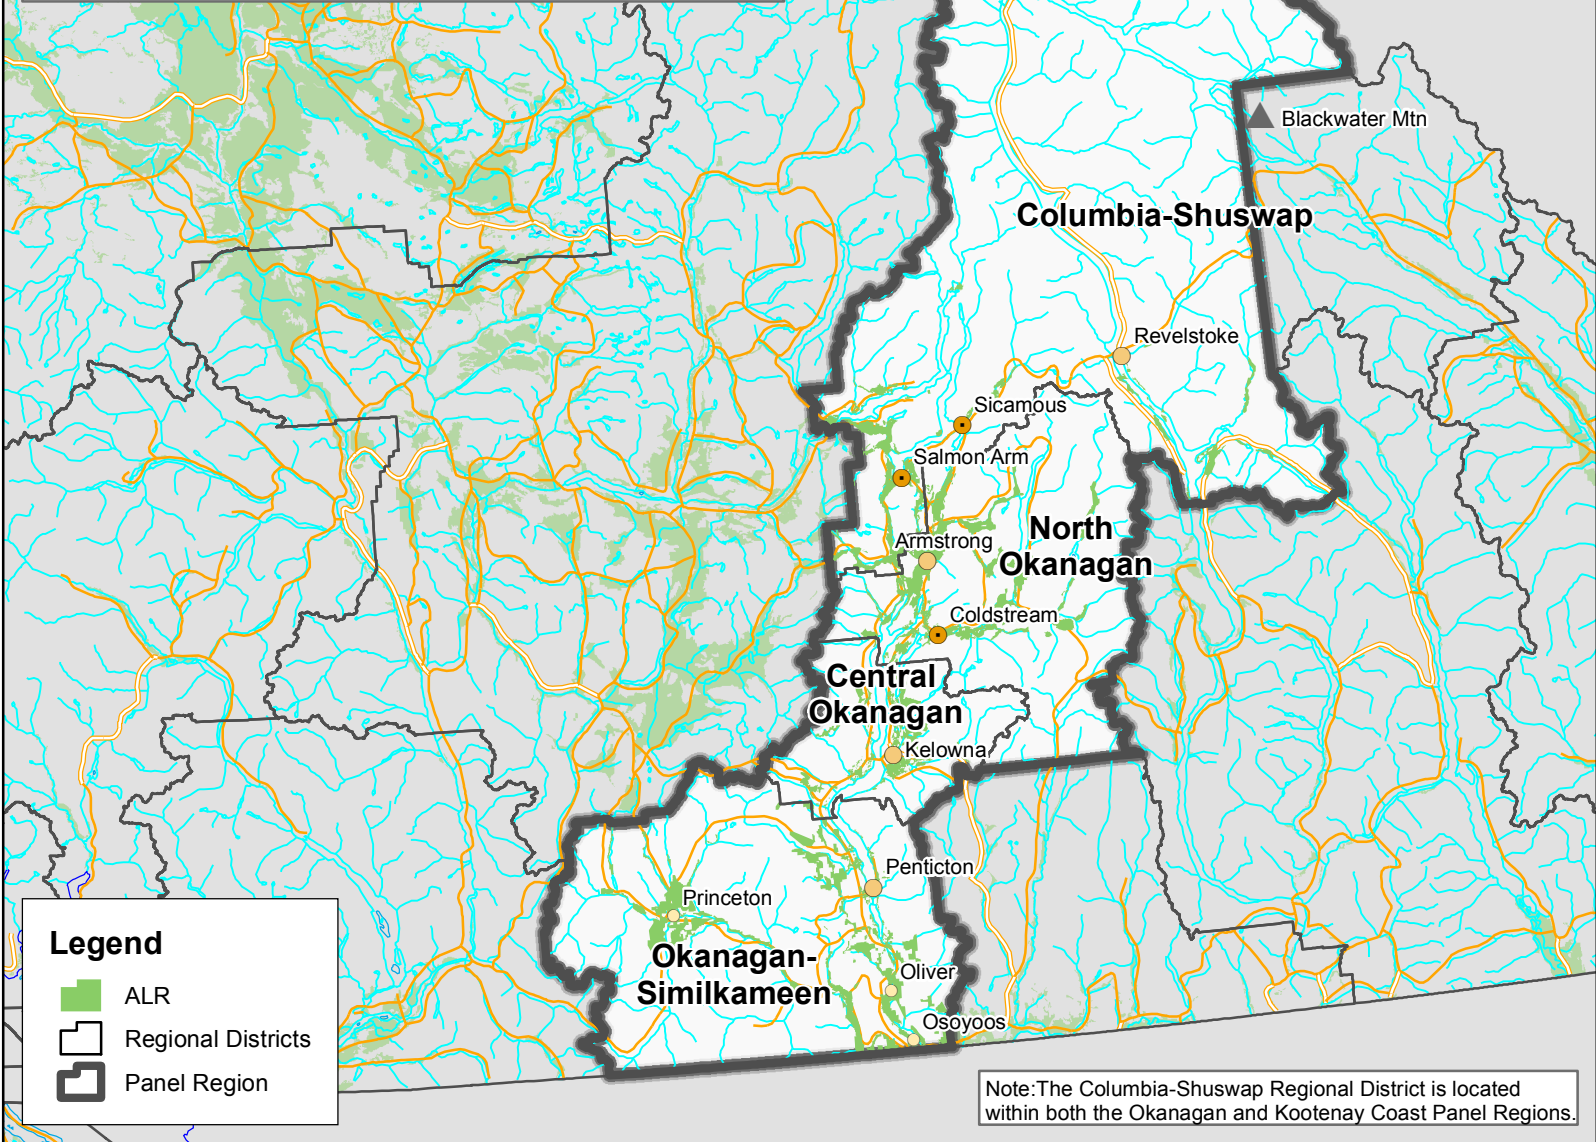 Blackwater Mtn
Columbia-Shuswap
Revelstoke
Sicamous
Salmon Arm
North
Okanagan
Armstrong
Coldstream
Central
Okanagan
Kelowna
Penticton
Princeton
Okanagan-
Similkameen
Oliver
Osoyoos
Legend
ALR
Regional Districts
Panel Region
Note:The Columbia-Shuswap Regional District is located
within both the Okanagan and Kootenay Coast Panel Regions.